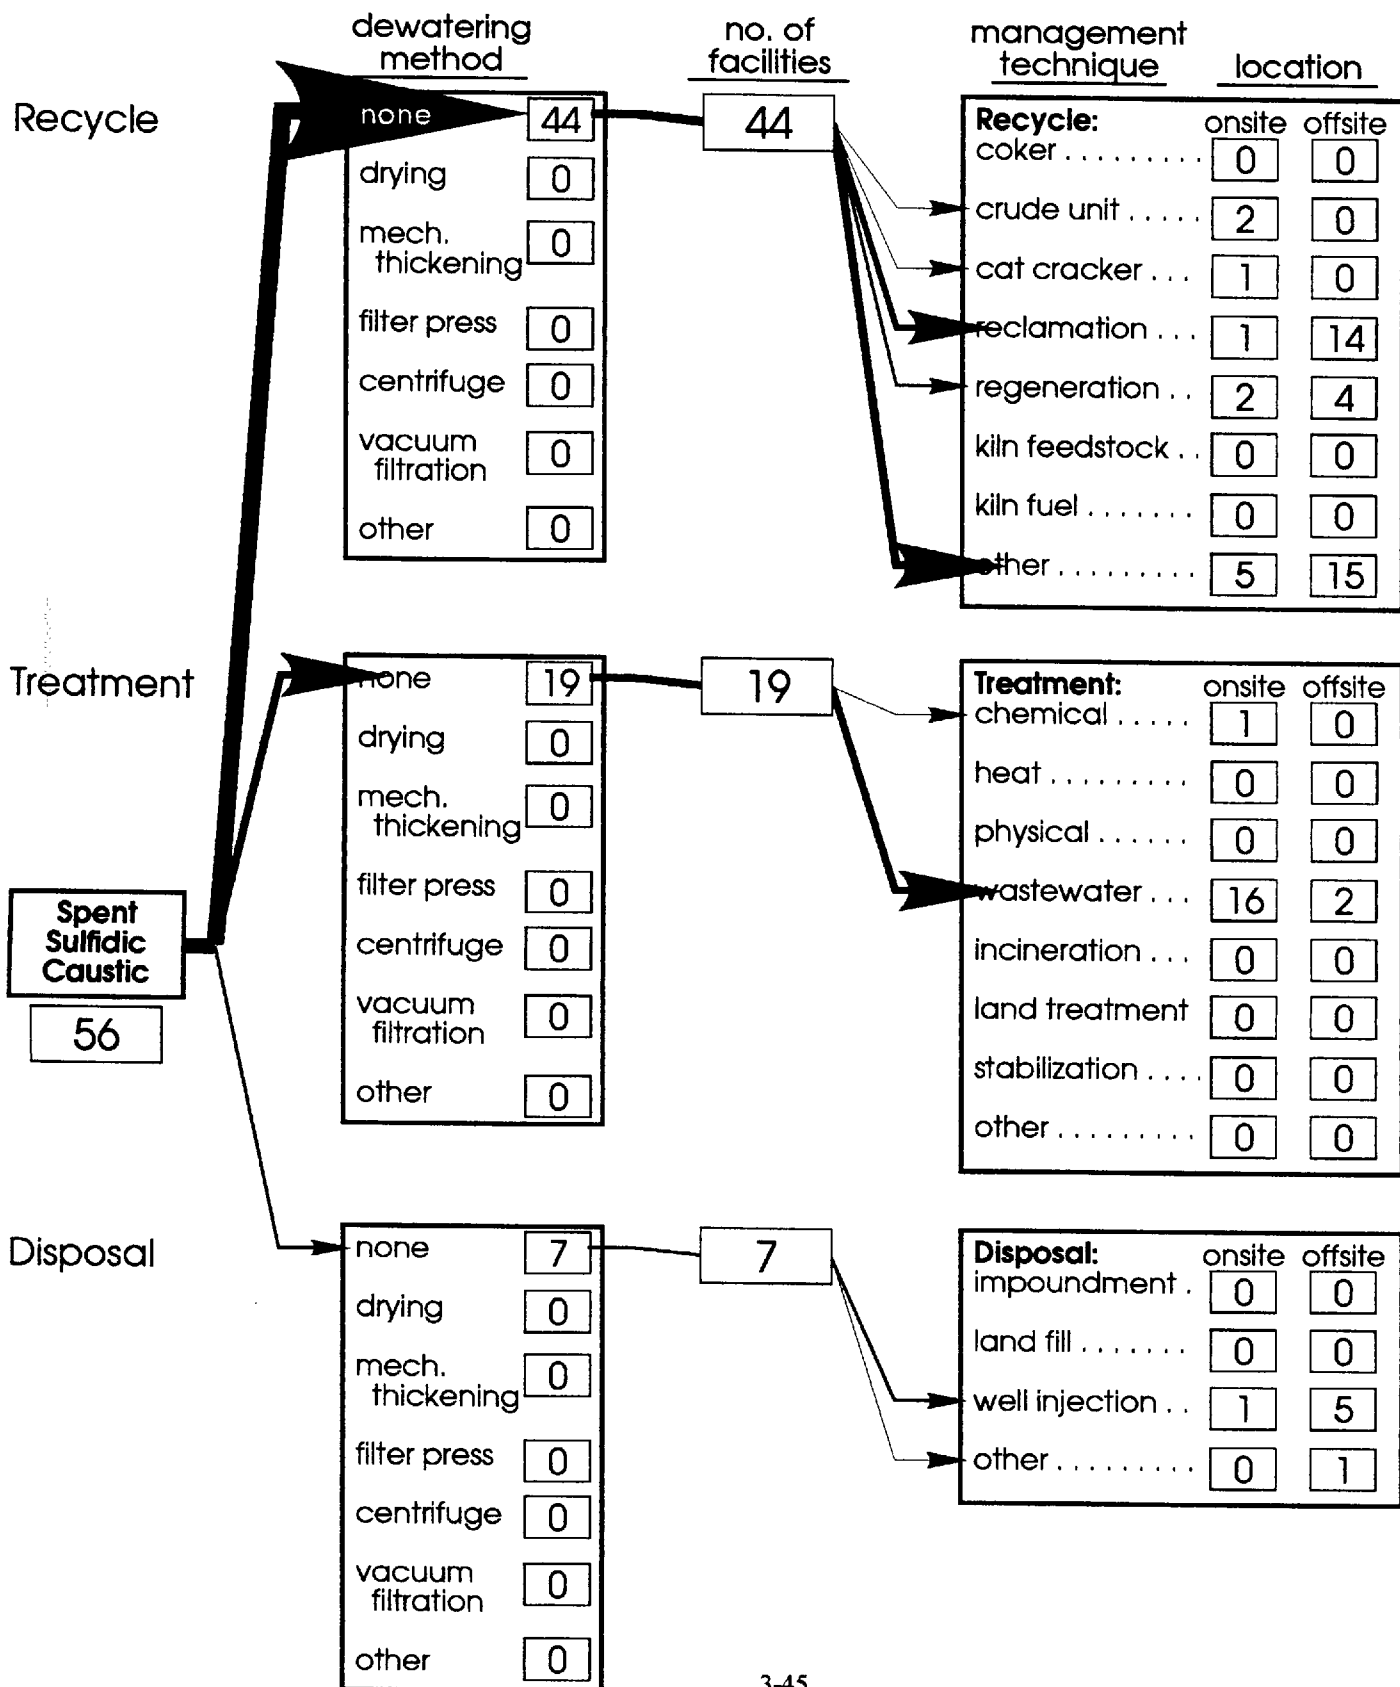 dewatering method
no. of facilities
management technique
location
Recycle
none 44
drying 0
mech. thickening 0
filter press 0
centrifuge 0
vacuum filtration 0
other 0
44
Recycle: onsite offsite
coker ......... 0 0
crude unit ..... 2 0
cat cracker ... 1 0
reclamation ... 1 14
regeneration .. 2 4
kiln feedstock .. 0 0
kiln fuel ....... 0 0
other ......... 5 15
Treatment
none 19
drying 0
mech. thickening 0
filter press 0
centrifuge 0
vacuum filtration 0
other 0
19
Treatment: onsite offsite
chemical ..... 1 0
heat ......... 0 0
physical ...... 0 0
wastewater ... 16 2
incineration ... 0 0
land treatment 0 0
stabilization .... 0 0
other ......... 0 0
Spent
Sulfidic
Caustic
56
Disposal
none 7
drying 0
mech. thickening 0
filter press 0
centrifuge 0
vacuum filtration 0
other 0
7
Disposal: onsite offsite
impoundment . 0 0
land fill ....... 0 0
well injection .. 1 5
other ......... 0 1
3-45